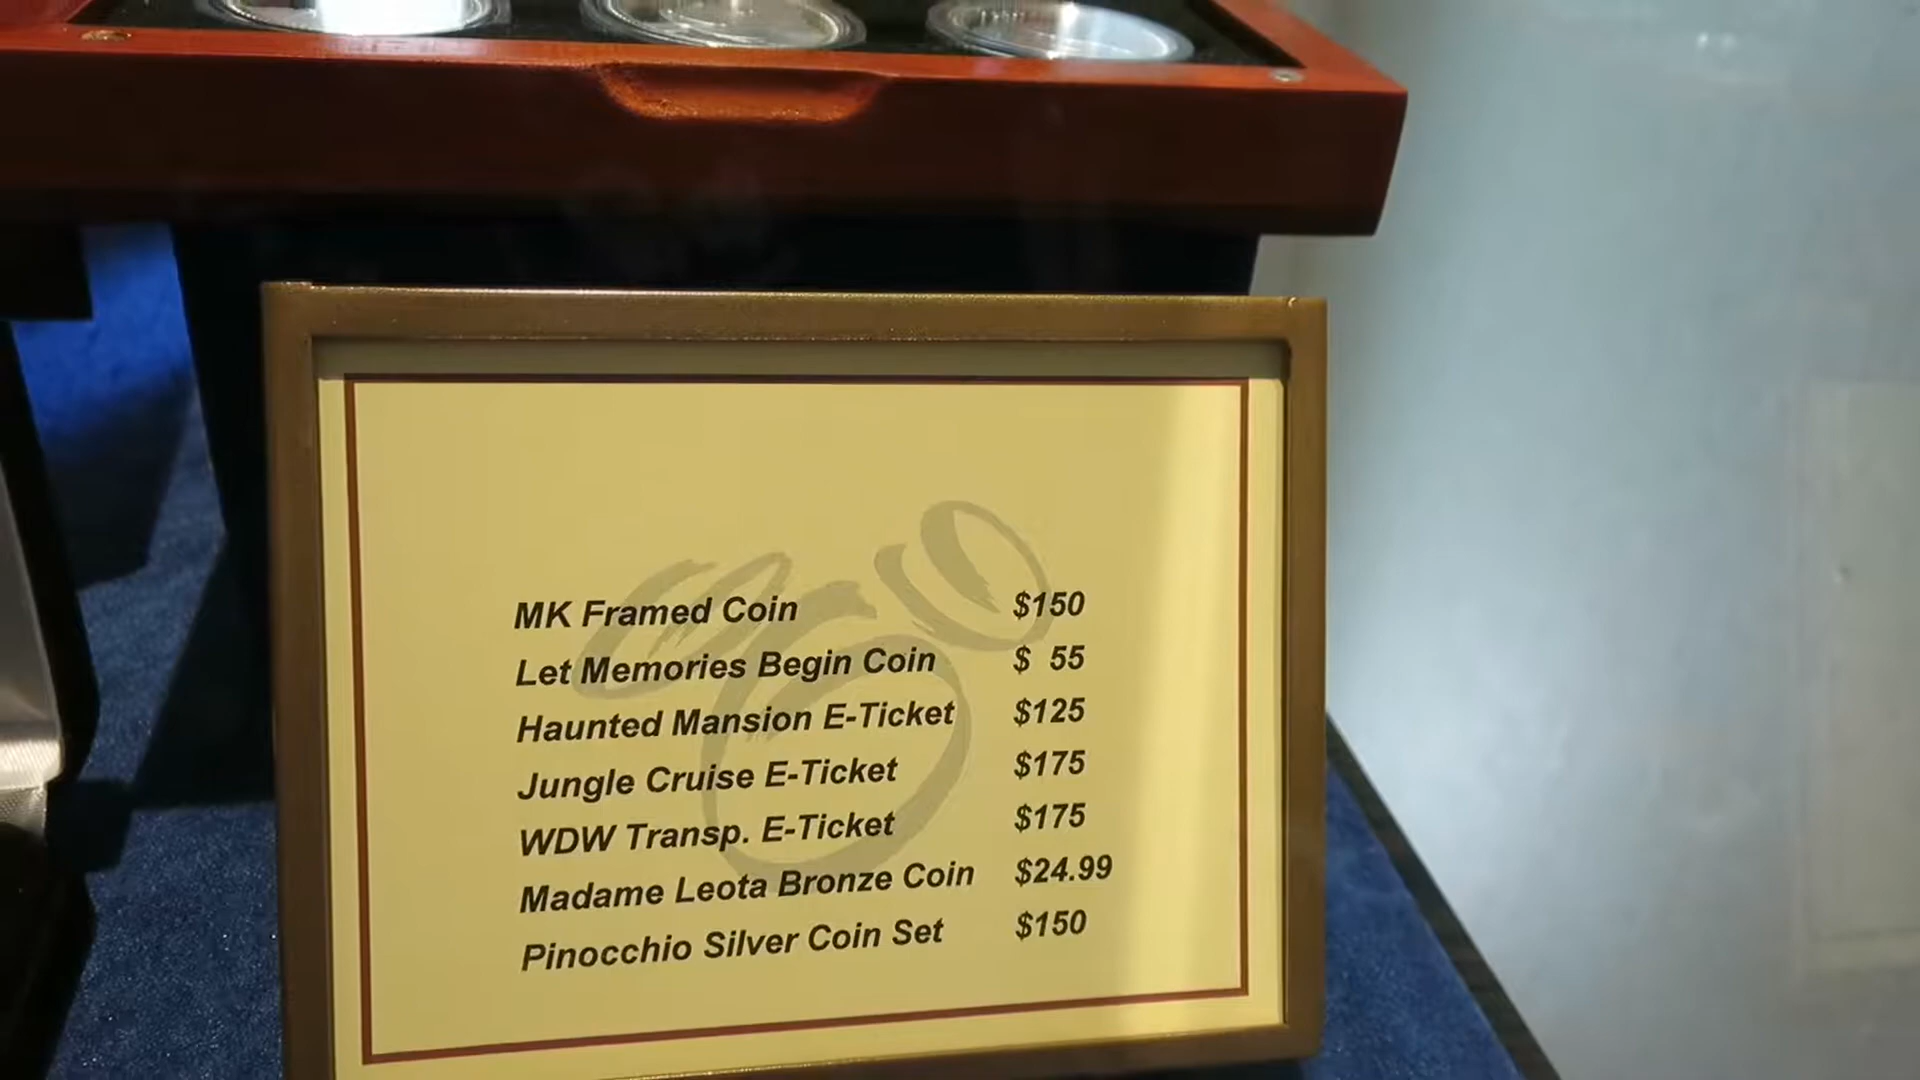 MK Framed Coin $150
Let Memories Begin Coin $ 55
Haunted Mansion E-Ticket $125
Jungle Cruise E-Ticket $175
WDW Transp. E-Ticket $175
Madame Leota Bronze Coin $24.99
Pinocchio Silver Coin Set $150